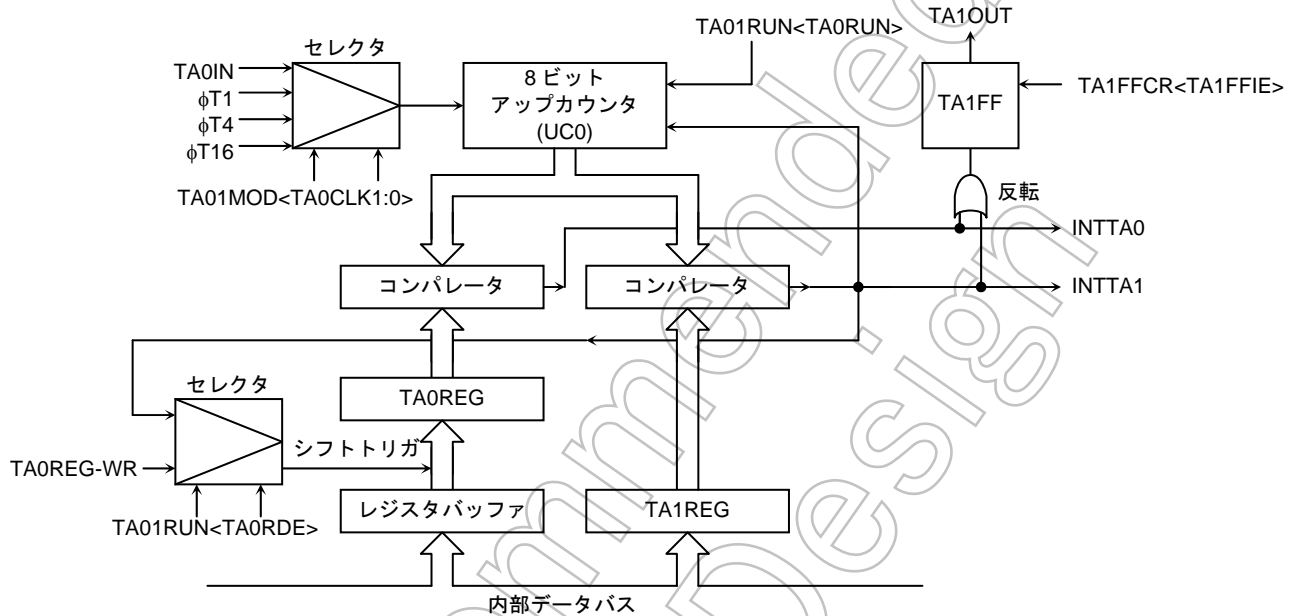 TA01RUN<TA0RUN>
TA1OUT
セレクタ
TA0IN
φT1
φT4
φT16
8 ビット
アップカウンタ
(UC0)
TA1FF
TA1FFCR<TA1FFIE>
TA01MOD<TA0CLK1:0>
反転
INTTA0
コンパレータ
コンパレータ
INTTA1
セレクタ
TA0REG
シフトトリガ
TA0REG-WR
レジスタバッファ
TA1REG
TA01RUN<TA0RDE>
内部データバス